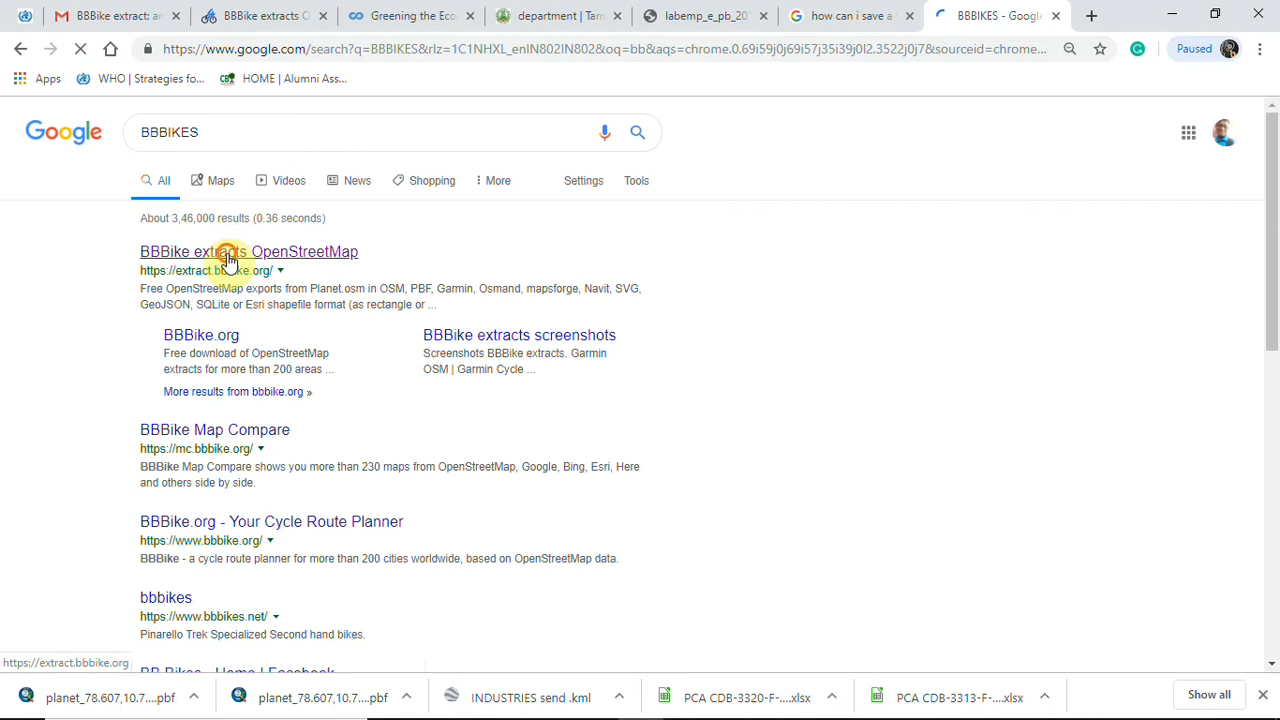 BBBike extract: ar
BBBike extracts O
Greening the Eco
department | Tam
labemp_e_pb_20
how can i save a
BBBIKES - Google
https://www.google.com/search?q=BBBIKES&rlz=1C1NHXL_enIN802IN802&oq=bb&aqs=chrome.0.69i59j0j69i57j35i39j0l2.3522j0j7&sourceid=chrome...
Paused
Apps
WHO | Strategies fo...
HOME | Alumni Ass...
Google
BBBIKES
All
Maps
Videos
News
Shopping
More
Settings
Tools
About 3,46,000 results (0.36 seconds)
BBBike extracts OpenStreetMap
https://extract.bbbike.org/
Free OpenStreetMap exports from Planet.osm in OSM, PBF, Garmin, Osmand, mapsforge, Navit, SVG,
GeoJSON, SQLite or Esri shapefile format (as rectangle or ...
BBBike.org
Free download of OpenStreetMap
extracts for more than 200 areas ...
BBBike extracts screenshots
Screenshots BBBike extracts. Garmin
OSM | Garmin Cycle ...
More results from bbbike.org »
BBBike Map Compare
https://mc.bbbike.org/
BBBike Map Compare shows you more than 230 maps from OpenStreetMap, Google, Bing, Esri, Here
and others side by side.
BBBike.org - Your Cycle Route Planner
https://www.bbbike.org/
BBBike - a cycle route planner for more than 200 cities worldwide, based on OpenStreetMap data.
bbbikes
https://www.bbbikes.net/
Pinarello Trek Specialized Second hand bikes.
BB Bikes - Home | Facebook
https://extract.bbbike.org
planet_78.607,10.7....pbf
planet_78.607,10.7....pbf
INDUSTRIES send .kml
PCA CDB-3320-F-....xlsx
PCA CDB-3313-F-....xlsx
Show all